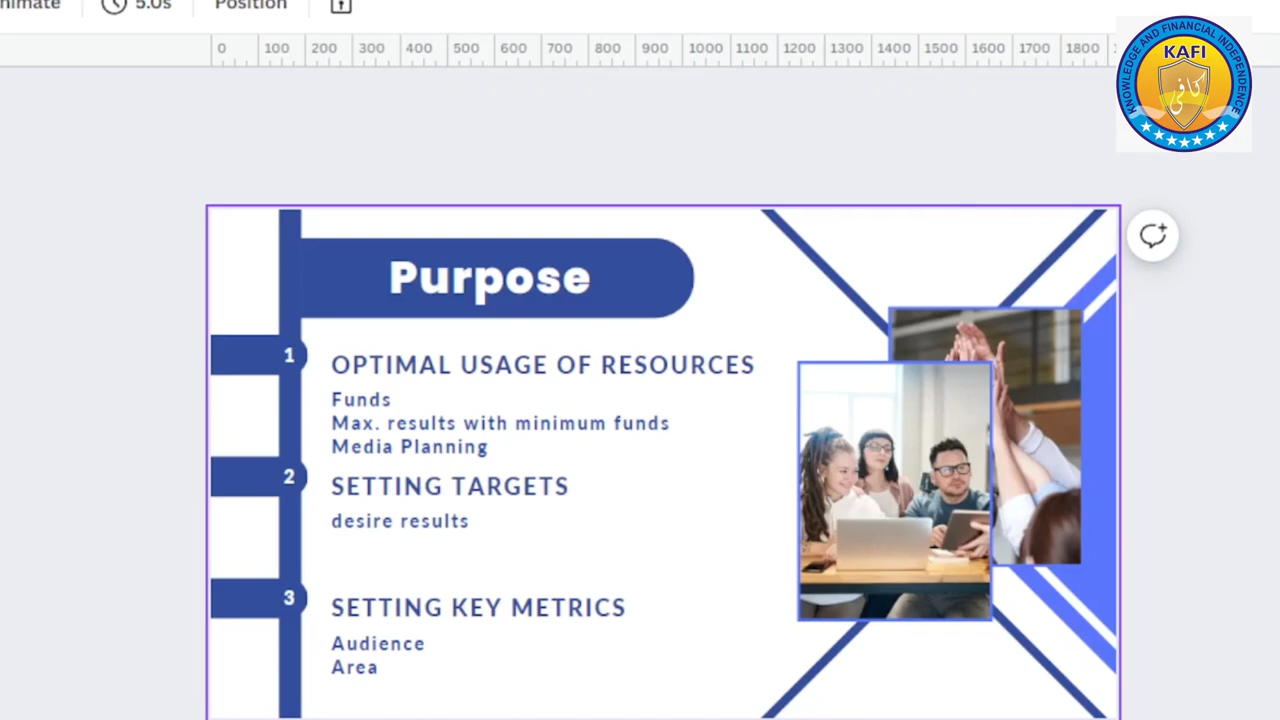 Animate
5.0s
Position
0 100 200 300 400 500 600 700 800 900 1000 1100 1200 1300 1400 1500 1600 1700 1800
KNOWLEDGE AND FINANCIAL INDEPENDENCE
KAFI
کافی
Purpose
1
OPTIMAL USAGE OF RESOURCES
Funds
Max. results with minimum funds
Media Planning
2
SETTING TARGETS
desire results
3
SETTING KEY METRICS
Audience
Area